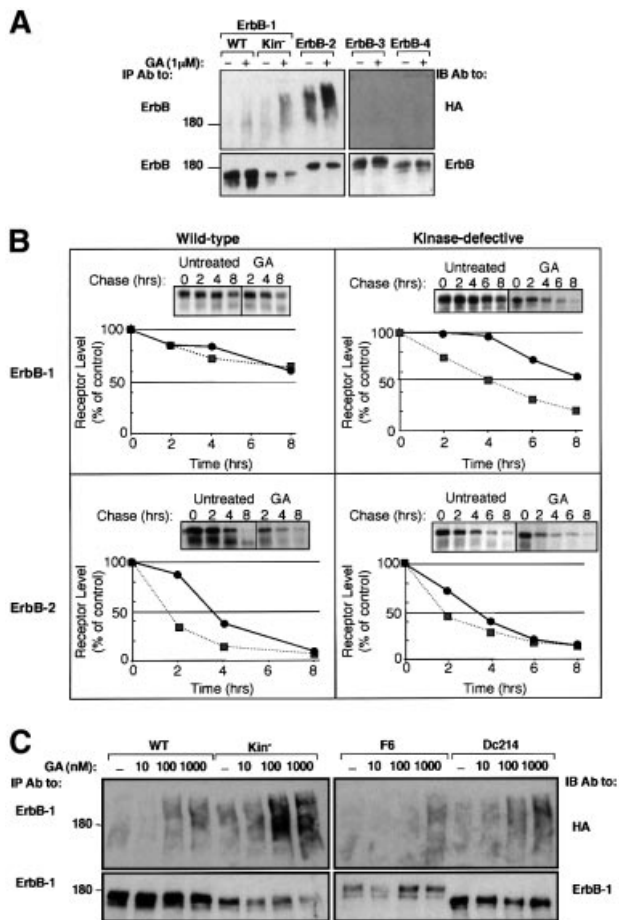 A
ErbB-1
WT Kin⁻ ErbB-2 ErbB-3 ErbB-4
GA (1µM): – + – + – + – + – +
IP Ab to: IB Ab to:
ErbB HA
180
ErbB 180 ErbB
B
Wild-type Kinase-defective
Untreated GA
Chase (hrs): 0 2 4 8 2 4 8
Untreated GA
Chase (hrs): 0 2 4 6 8 2 4 6 8
ErbB-1
Receptor Level
(% of control)
100
50
0
0 2 4 6 8
Time (hrs)
Receptor Level
(% of control)
100
50
0
0 2 4 6 8
Time (hrs)
Untreated GA
Chase (hrs): 0 2 4 8 2 4 8
Untreated GA
Chase (hrs): 0 2 4 6 8 2 4 6 8
ErbB-2
Receptor Level
(% of control)
100
50
0
0 2 4 6 8
Time (hrs)
Receptor Level
(% of control)
100
50
0
0 2 4 6 8
Time (hrs)
C
WT Kin⁻ F6 Dc214
GA (nM): – 10 100 1000 – 10 100 1000 – 10 100 1000 – 10 100 1000
IP Ab to: IB Ab to:
ErbB-1 180 HA
ErbB-1 180 ErbB-1